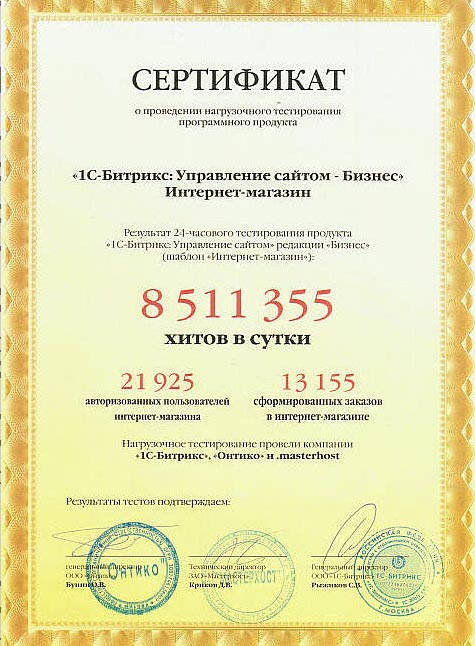 СЕРТИФИКАТ
о проведении нагрузочного тестирования
программного продукта
«1С-Битрикс: Управление сайтом - Бизнес»
Интернет-магазин
Результат 24-часового тестирования продукта
«1С-Битрикс: Управление сайтом» редакции «Бизнес»
(шаблон «Интернет-магазин»):
8 511 355
хитов в сутки
21 925 13 155
авторизованных пользователей сформированных заказов
интернет-магазина в интернет-магазине
Нагрузочное тестирование провели компании
«1С-Битрикс», «Онтико» и .masterhost
Результаты тестов подтверждаем:
генеральный директор Технический директор Генеральный директор
ООО «Онтико» ЗАО «Мастерхост» ООО «1С-Битрикс»
Бунин О.В. Крюков Д.В. Рыжиков С.В.
"Онтико"
1С-БИТРИКС
Г. МОСКВА